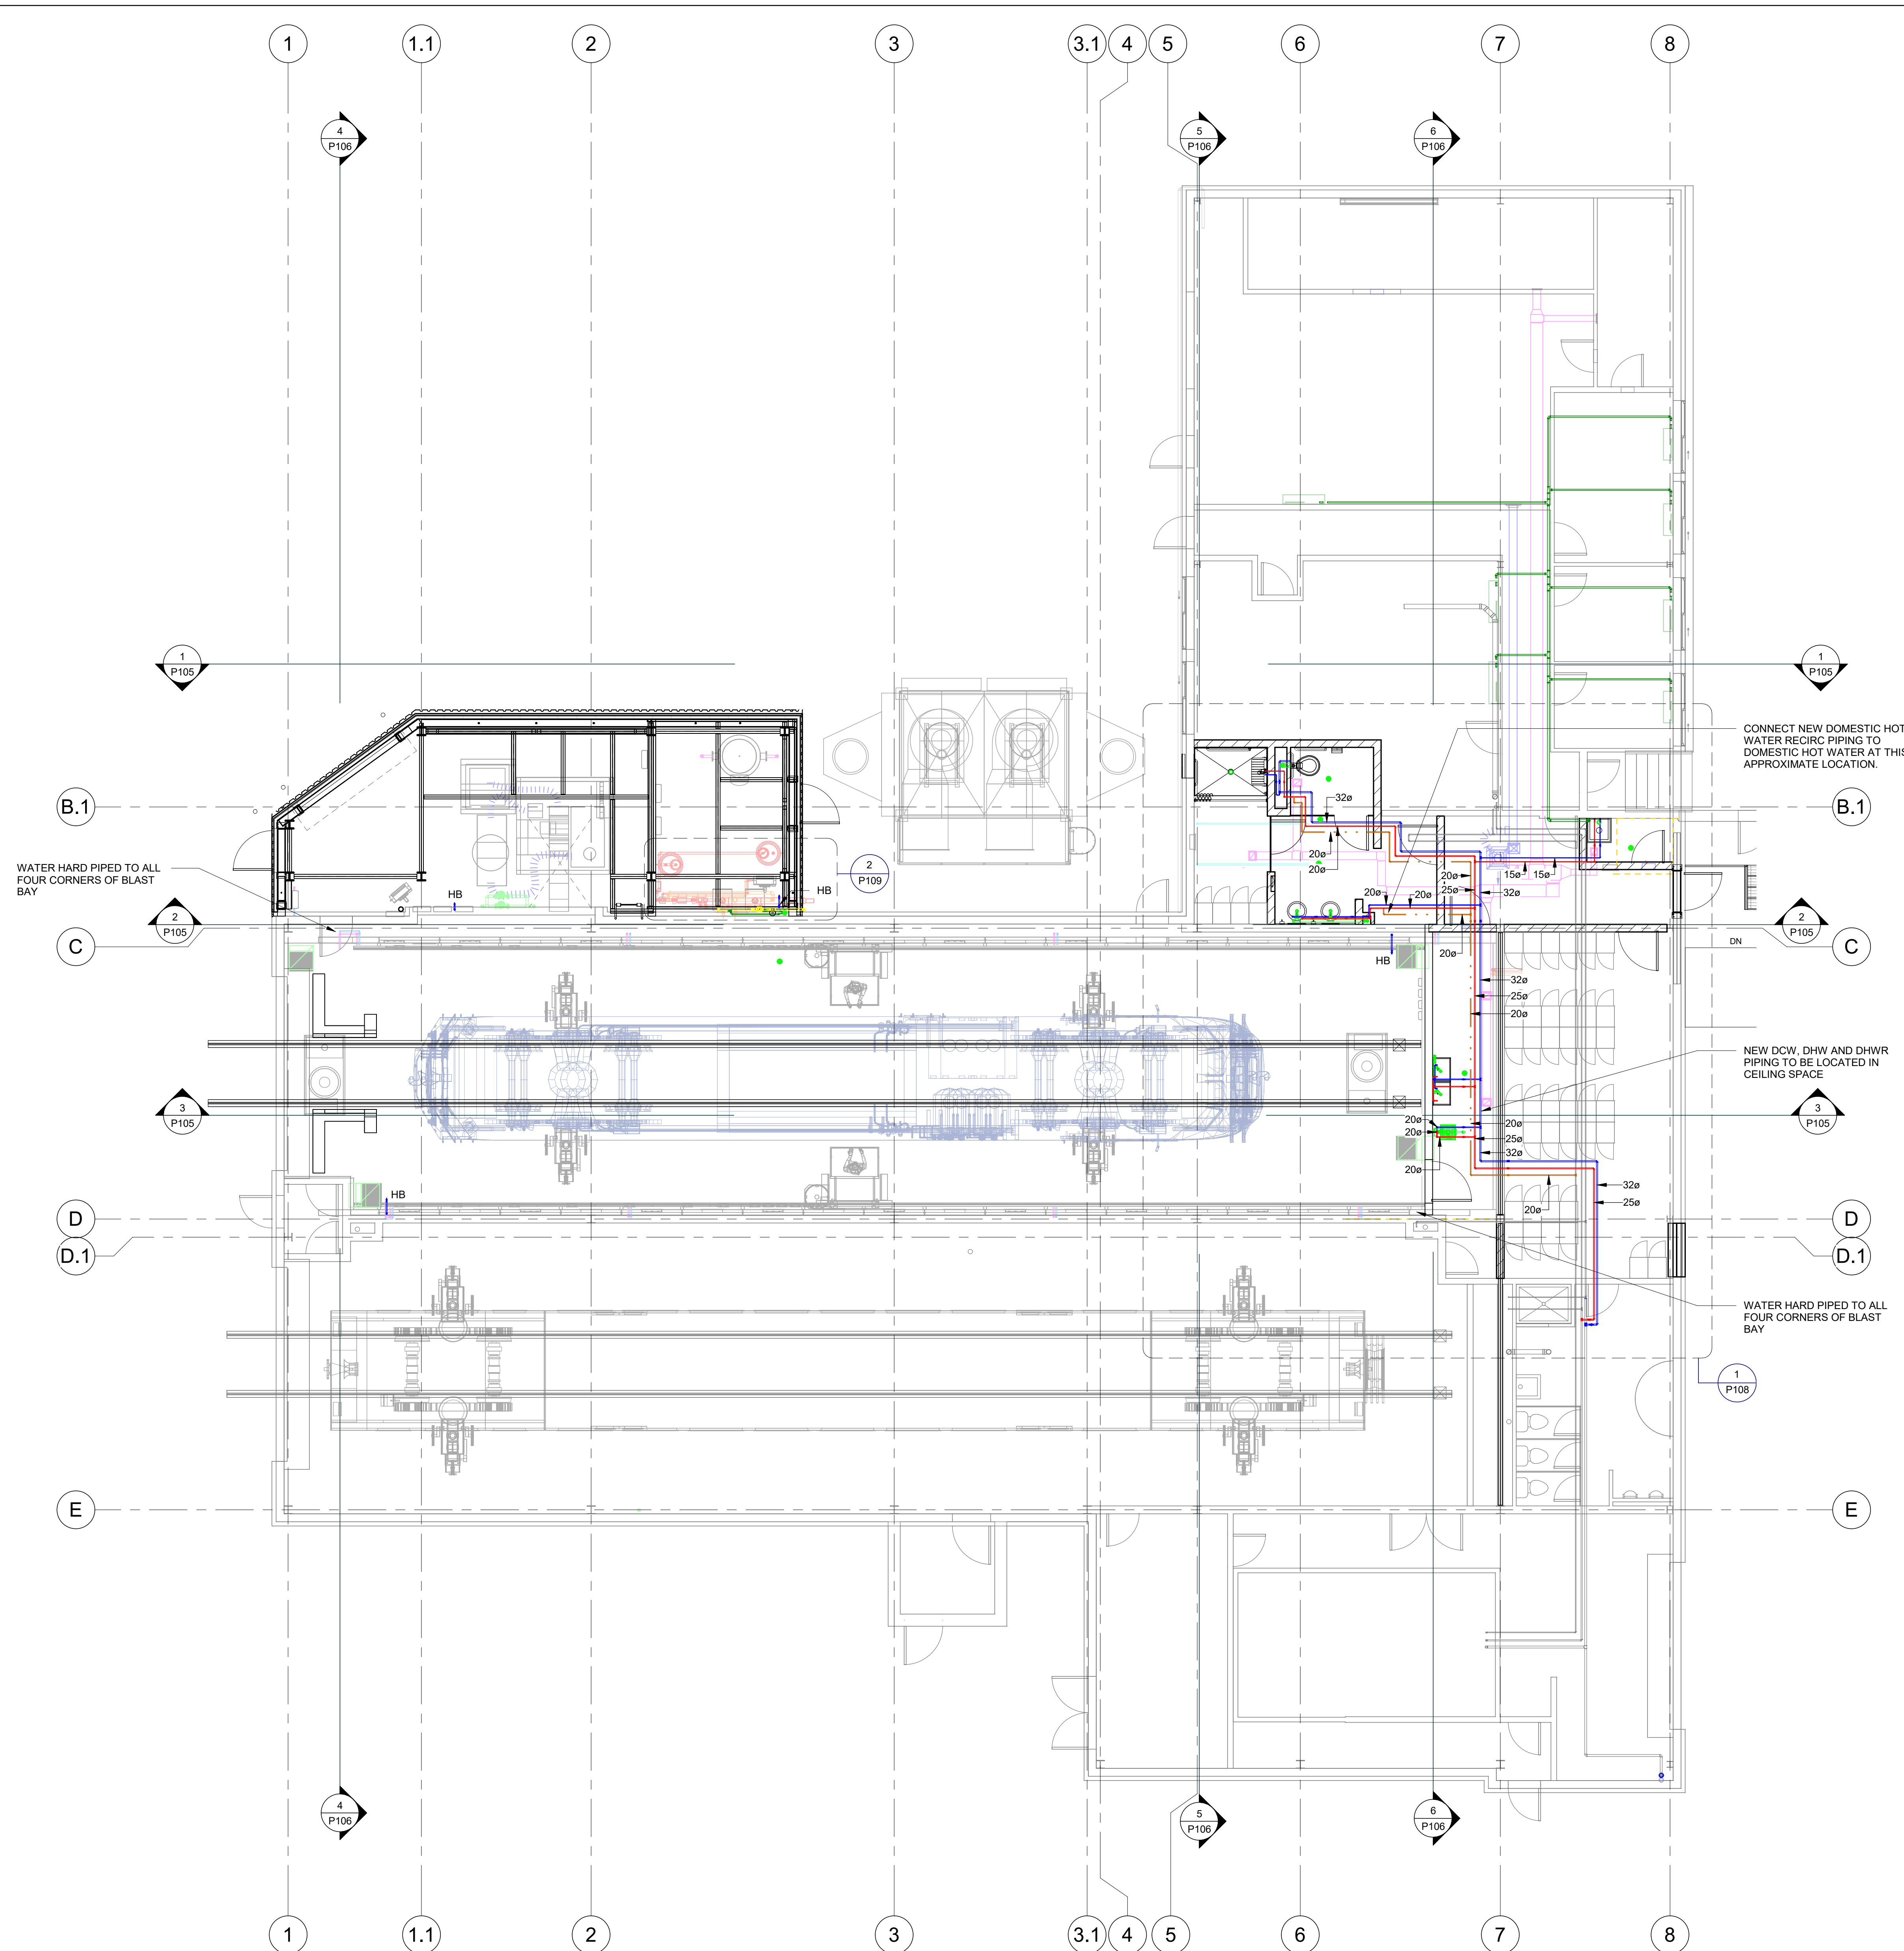 1
1.1
2
3
3.1
4
5
6
7
8
4
P106
5
P106
6
P106
1
P105
1
P105
CONNECT NEW DOMESTIC HOT
WATER RECIRC PIPING TO
DOMESTIC HOT WATER AT THIS
APPROXIMATE LOCATION.
B.1
B.1
32ø
20ø
20ø
WATER HARD PIPED TO ALL
FOUR CORNERS OF BLAST
BAY
2
P109
HB
HB
20ø
15ø
15ø
25ø
32ø
20ø
20ø
2
P105
2
P105
C
C
DN
20ø
HB
32ø
25ø
20ø
NEW DCW, DHW AND DHWR
PIPING TO BE LOCATED IN
CEILING SPACE
3
P105
3
P105
20ø
20ø
20ø
20ø
25ø
32ø
32ø
25ø
20ø
HB
D
D
D.1
D.1
WATER HARD PIPED TO ALL
FOUR CORNERS OF BLAST
BAY
1
P108
E
E
4
P106
5
P106
6
P106
1
1.1
2
3
3.1
4
5
6
7
8